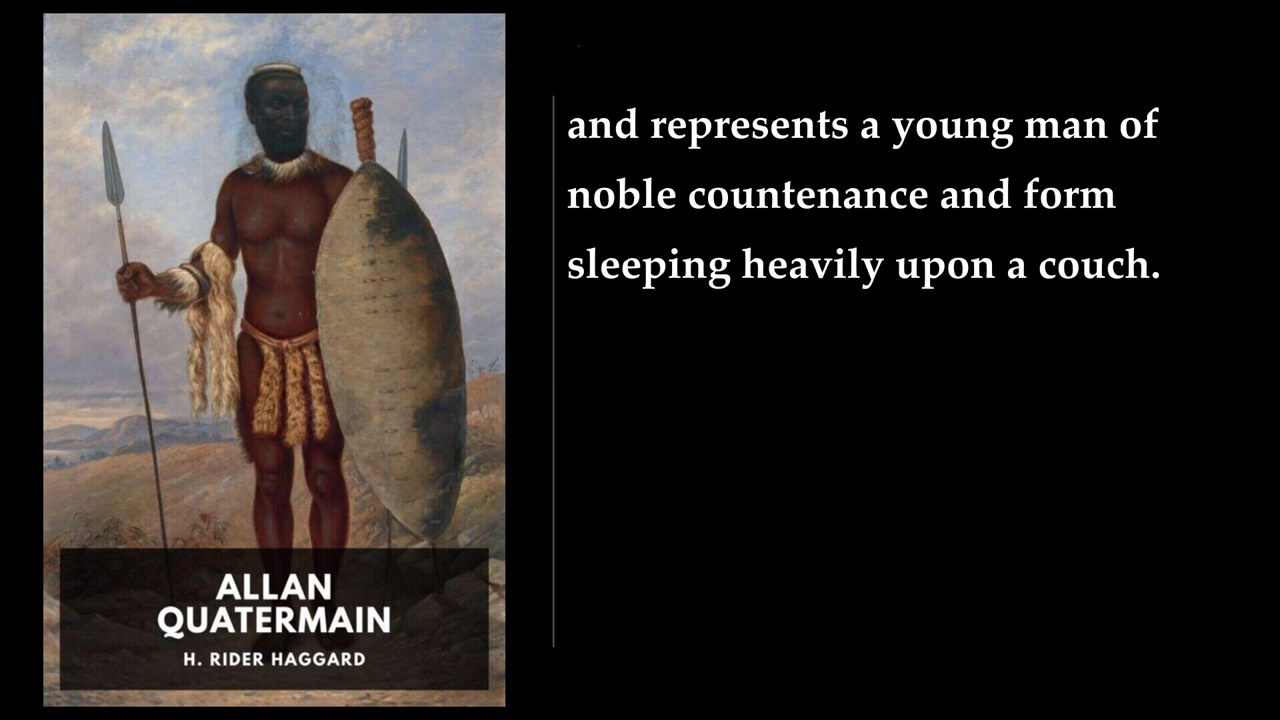 and represents a young man of
noble countenance and form
sleeping heavily upon a couch.
ALLAN
QUATERMAIN
H. RIDER HAGGARD